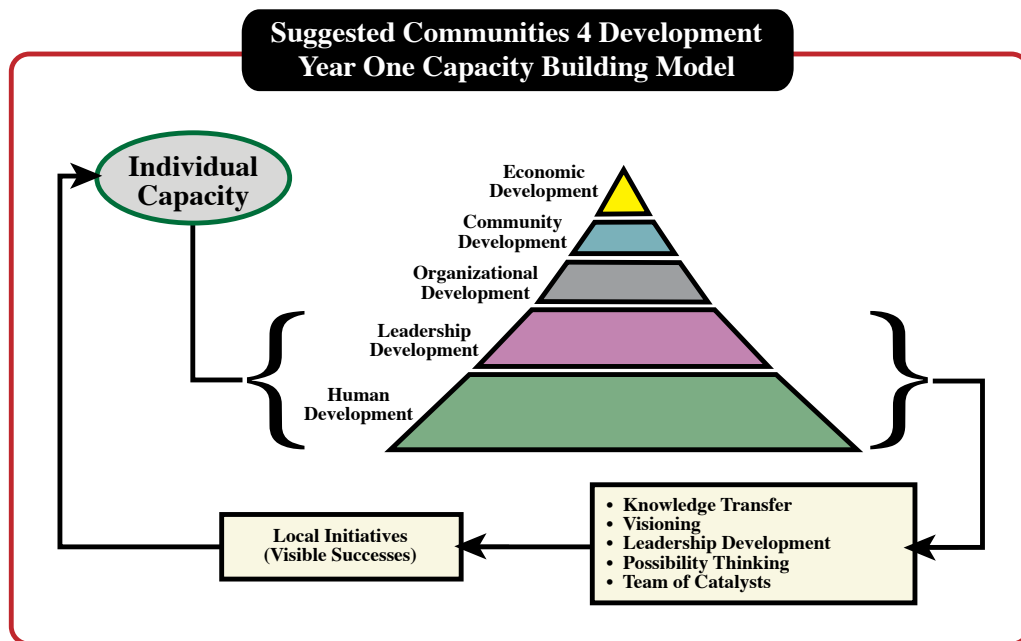 Suggested Communities 4 Development
Year One Capacity Building Model
Individual
Capacity
Economic
Development
Community
Development
Organizational
Development
Leadership
Development
Human
Development
Local Initiatives
(Visible Successes)
• Knowledge Transfer
• Visioning
• Leadership Development
• Possibility Thinking
• Team of Catalysts